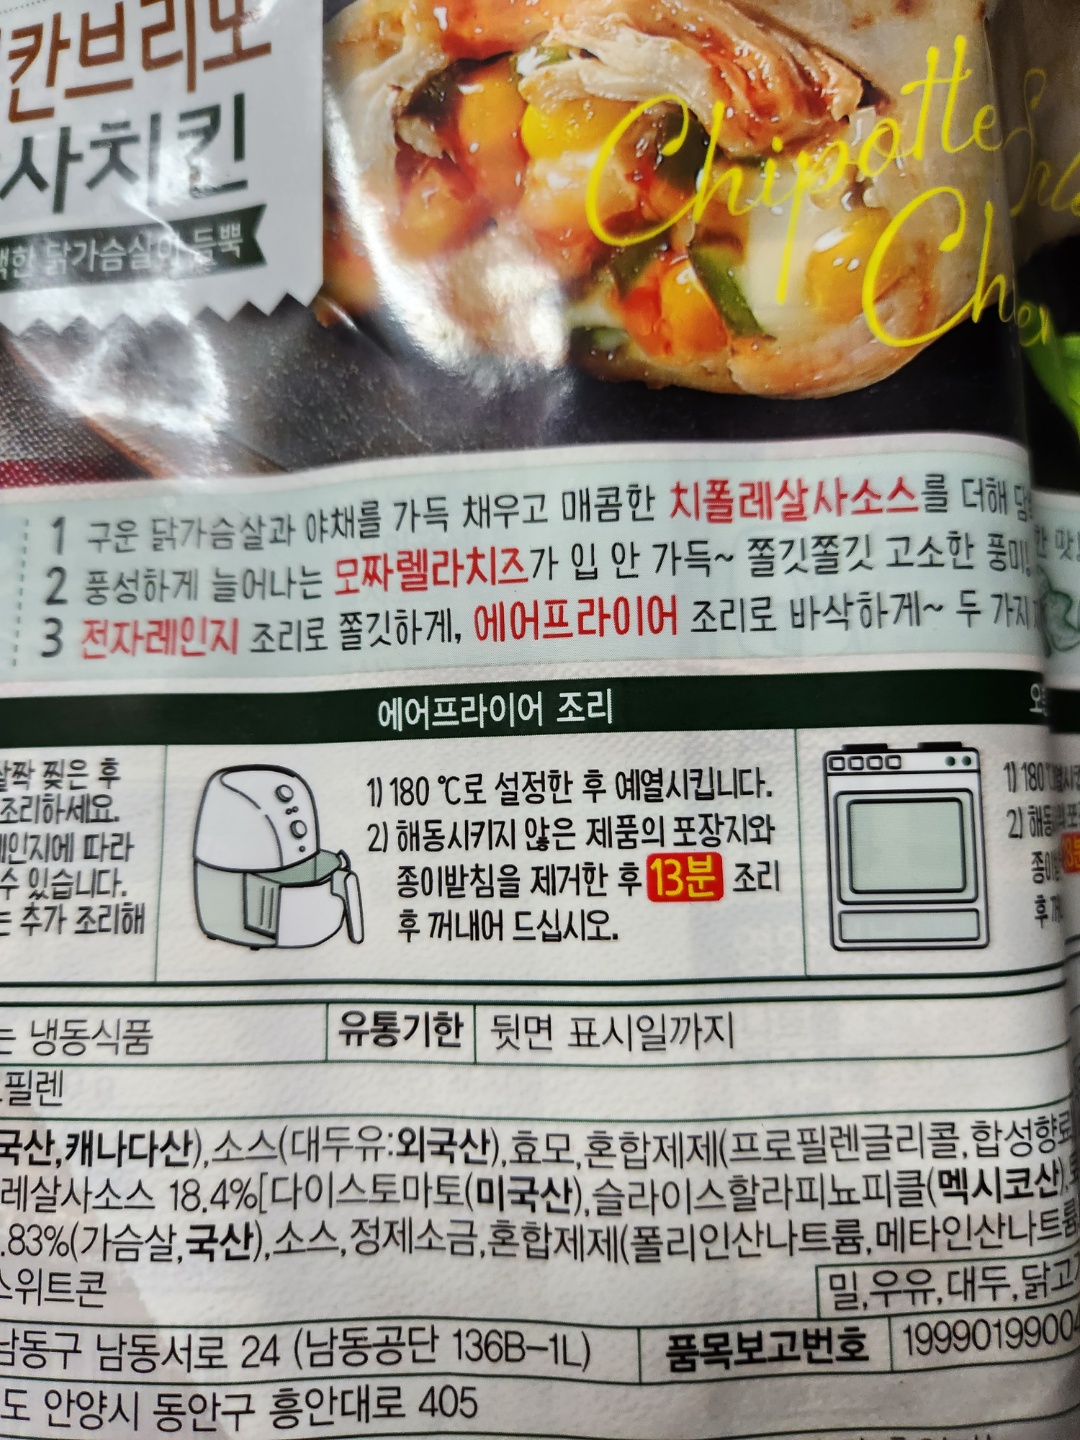 칸브리또
사치킨
한 닭가슴살이 듬뿍
Chipotle
1 구운 닭가슴살과 야채를 가득 채우고 매콤한 치폴레살사소스를 더해
2 풍성하게 늘어나는 모짜렐라치즈가 입 안 가득~ 쫄깃쫄깃 고소한 풍미
3 전자레인지 조리로 쫄깃하게, 에어프라이어 조리로 바삭하게~ 두 가지
에어프라이어 조리
살짝 찢은 후
조리하세요.
인지에 따라
수 있습니다.
는 추가 조리해
1) 180 ℃로 설정한 후 예열시킵니다.
2) 해동시키지 않은 제품의 포장지와
종이받침을 제거한 후 13분 조리
후 꺼내어 드십시오.
1) 180
2) 해동
종이받
후 꺼
는 냉동식품
유통기한
뒷면 표시일까지
필렌
국산,캐나다산),소스(대두유:외국산),효모,혼합제제(프로필렌글리콜,합성향료
레살사소스 18.4%[다이스토마토(미국산),슬라이스할라피뇨피클(멕시코산),
.83%(가슴살,국산),소스,정제소금,혼합제제(폴리인산나트륨,메타인산나트륨
스위트콘
밀,우유,대두,닭고기
남동구 남동서로 24 (남동공단 136B-1L)
품목보고번호
1999019900
도 안양시 동안구 흥안대로 405